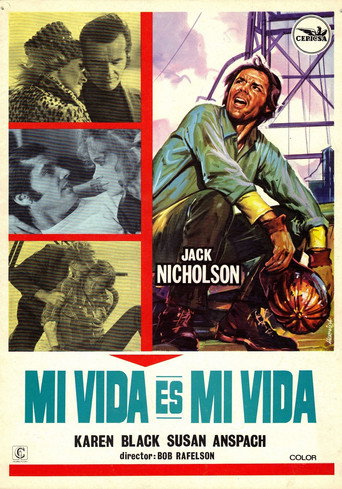 CEPICSA
JACK
NICHOLSON
MI VIDA ES MI VIDA
KAREN BLACK SUSAN ANSPACH
director: BOB RAFELSON
COLOR